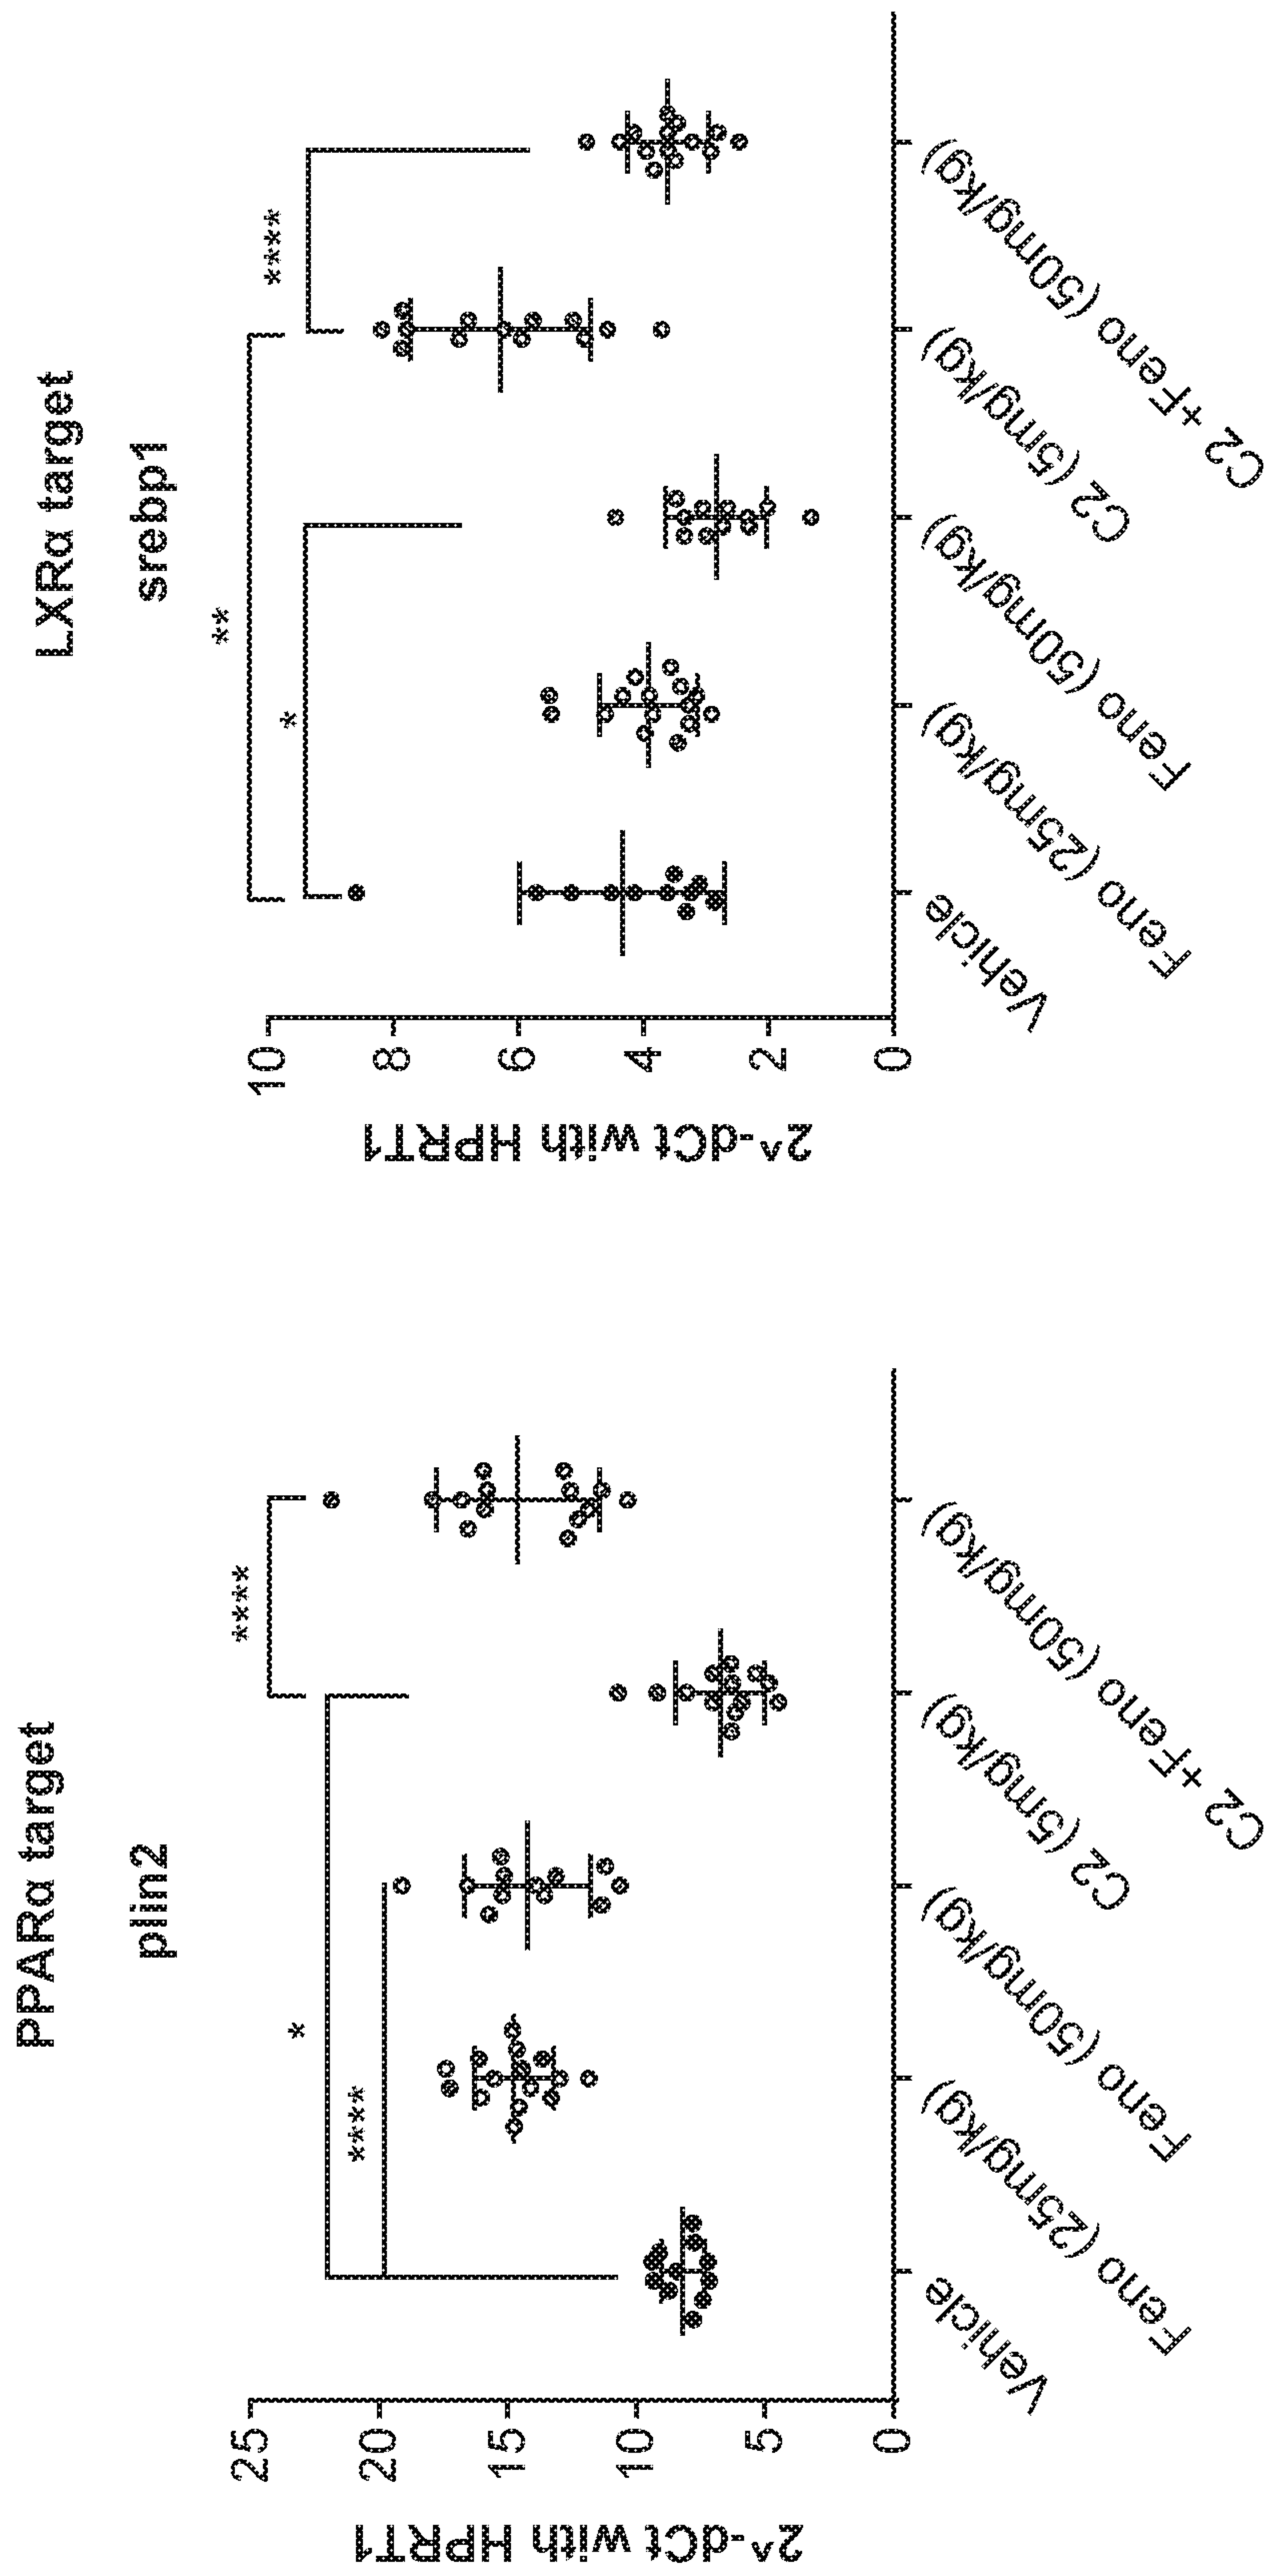 PPARα target
plin2
2^-dCt with HPRT1
25
20
15
10
5
0
*
****
****
Vehicle
Feno (25mg/kg)
Feno (50mg/kg)
C2 (5mg/kg)
C2 +Feno (50mg/kg)
LXRα target
srebp1
2^-dCt with HPRT1
10
8
6
4
2
0
**
*
****
Vehicle
Feno (25mg/kg)
Feno (50mg/kg)
C2 (5mg/kg)
C2 +Feno (50mg/kg)